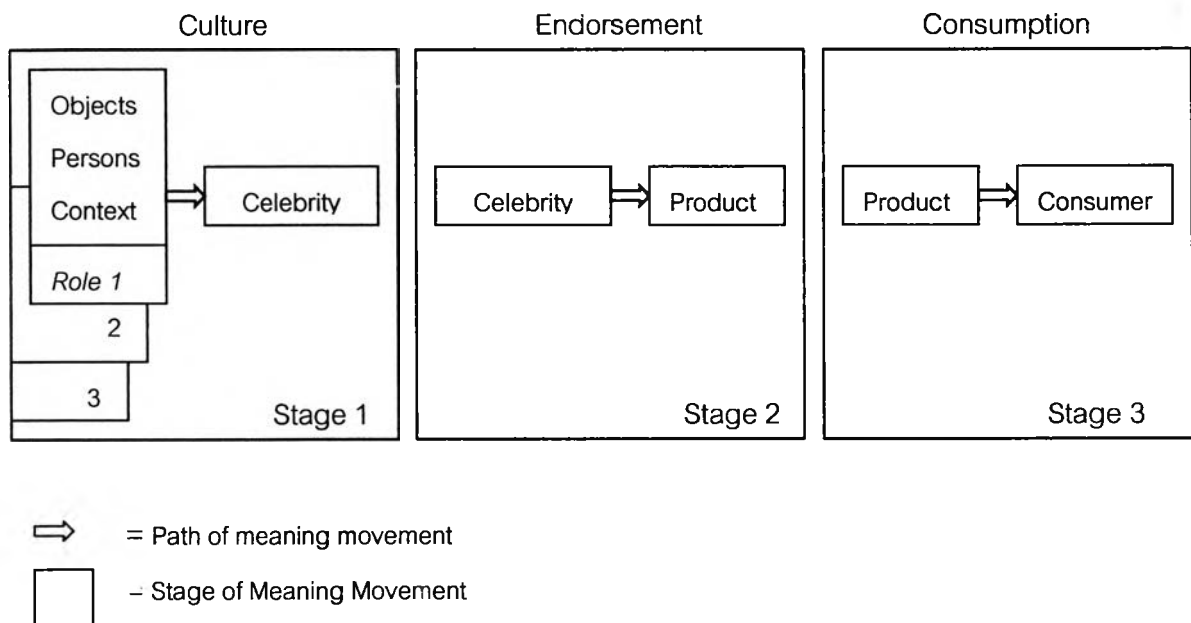 Culture
Endorsement
Consumption
Objects
Persons
Context
Role 1
2
3
Celebrity
Stage 1
Celebrity
Product
Stage 2
Product
Consumer
Stage 3
= Path of meaning movement
– Stage of Meaning Movement